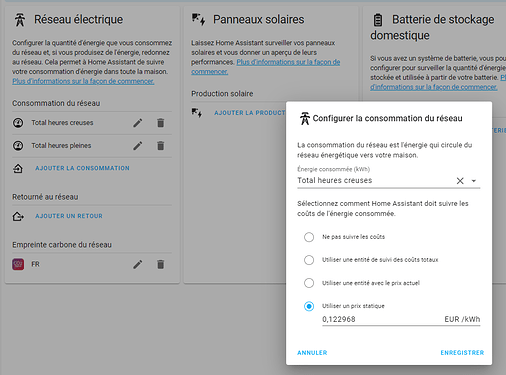 Réseau électrique
Configurer la quantité d'énergie que vous consommez
du réseau et, si vous produisez de l'énergie, redonnez
au réseau. Cela permet à Home Assistant de suivre
votre consommation d'énergie dans toute la maison.
Plus d'informations sur la façon de commencer.
Consommation du réseau
Total heures creuses
Total heures pleines
AJOUTER LA CONSOMMATION
Retourné au réseau
AJOUTER UN RETOUR
Empreinte carbone du réseau
FR
Panneaux solaires
Laissez Home Assistant surveiller vos panneaux
solaires et vous donner un aperçu de leurs
performances. Plus d'informations sur la façon de
commencer.
Production solaire
AJOUTER LA PRODUCT
Batterie de stockage
domestique
Si vous avez un système de batterie, vous pou
configurer pour surveiller la quantité d'énergi
stockée et utilisée à partir de votre batterie.
d'informations sur la façon de commencer.
Configurer la consommation du réseau
La consommation du réseau est l'énergie qui circule du
réseau énergétique vers votre maison.
Énergie consommée (kWh)
Total heures creuses
Sélectionnez comment Home Assistant doit suivre les
coûts de l'énergie consommée.
Ne pas suivre les coûts
Utiliser une entité de suivi des coûts totaux
Utiliser une entité avec le prix actuel
Utiliser un prix statique
0,122968 EUR /kWh
ANNULER ENREGISTRER